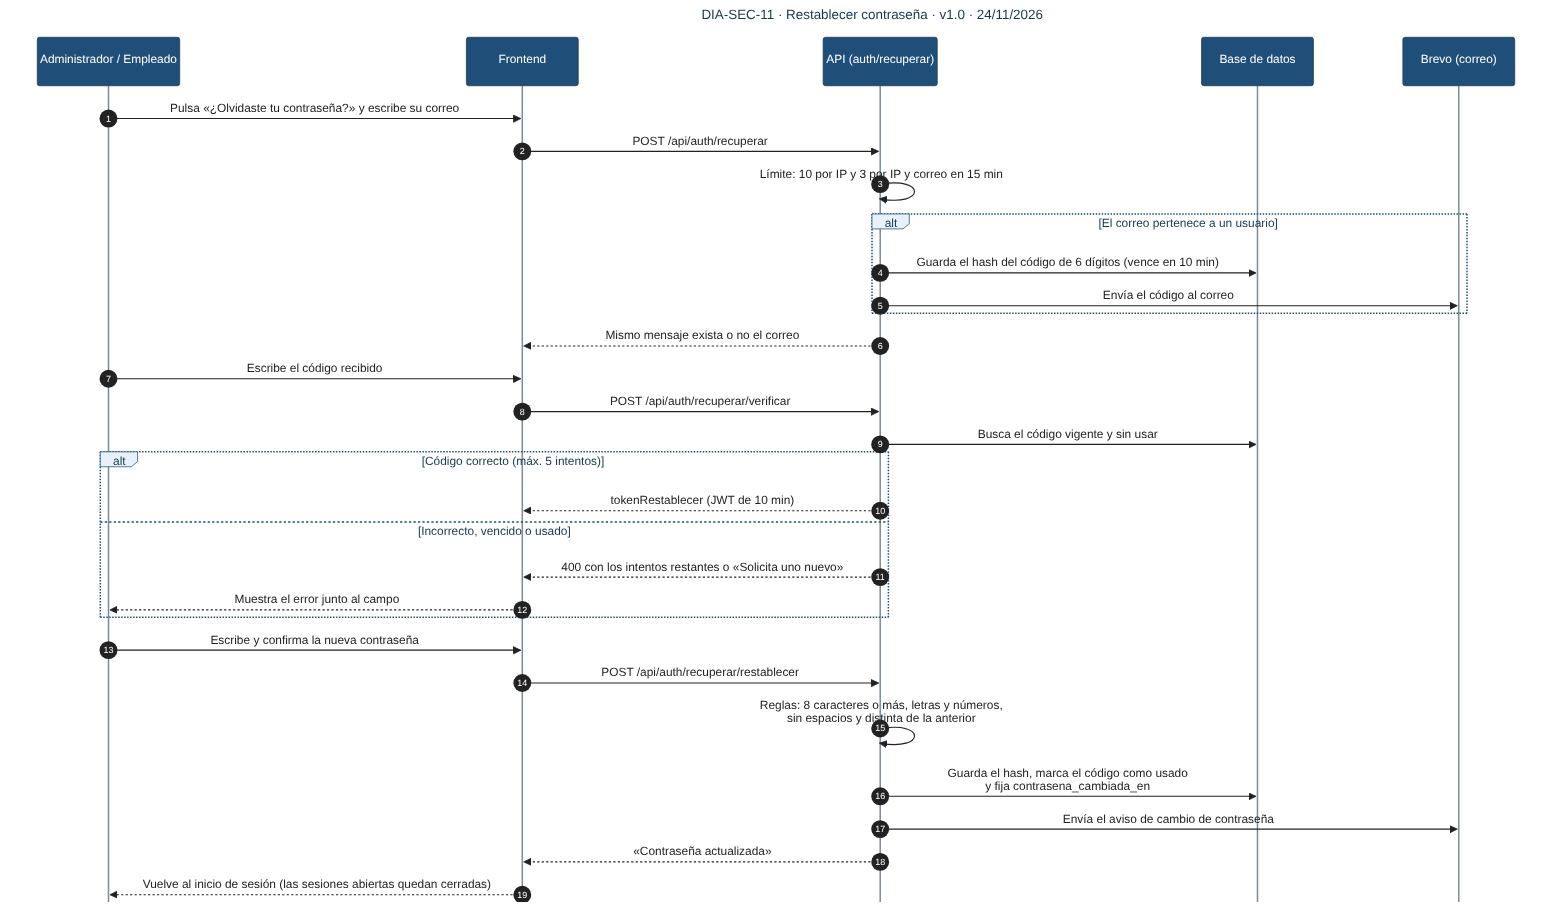 DIA-SEC-11 · Restablecer contraseña · v1.0 · 24/11/2026
Administrador / Empleado
Frontend
API (auth/recuperar)
Base de datos
Brevo (correo)
1
Pulsa «¿Olvidaste tu contraseña?» y escribe su correo
2
POST /api/auth/recuperar
3
Límite: 10 por IP y 3 por IP y correo en 15 min
alt
[El correo pertenece a un usuario]
4
Guarda el hash del código de 6 dígitos (vence en 10 min)
5
Envía el código al correo
6
Mismo mensaje exista o no el correo
7
Escribe el código recibido
8
POST /api/auth/recuperar/verificar
9
Busca el código vigente y sin usar
alt
[Código correcto (máx. 5 intentos)]
10
tokenRestablecer (JWT de 10 min)
[Incorrecto, vencido o usado]
11
400 con los intentos restantes o «Solicita uno nuevo»
12
Muestra el error junto al campo
13
Escribe y confirma la nueva contraseña
14
POST /api/auth/recuperar/restablecer
15
Reglas: 8 caracteres o más, letras y números,
sin espacios y distinta de la anterior
16
Guarda el hash, marca el código como usado
y fija contrasena_cambiada_en
17
Envía el aviso de cambio de contraseña
18
«Contraseña actualizada»
19
Vuelve al inicio de sesión (las sesiones abiertas quedan cerradas)